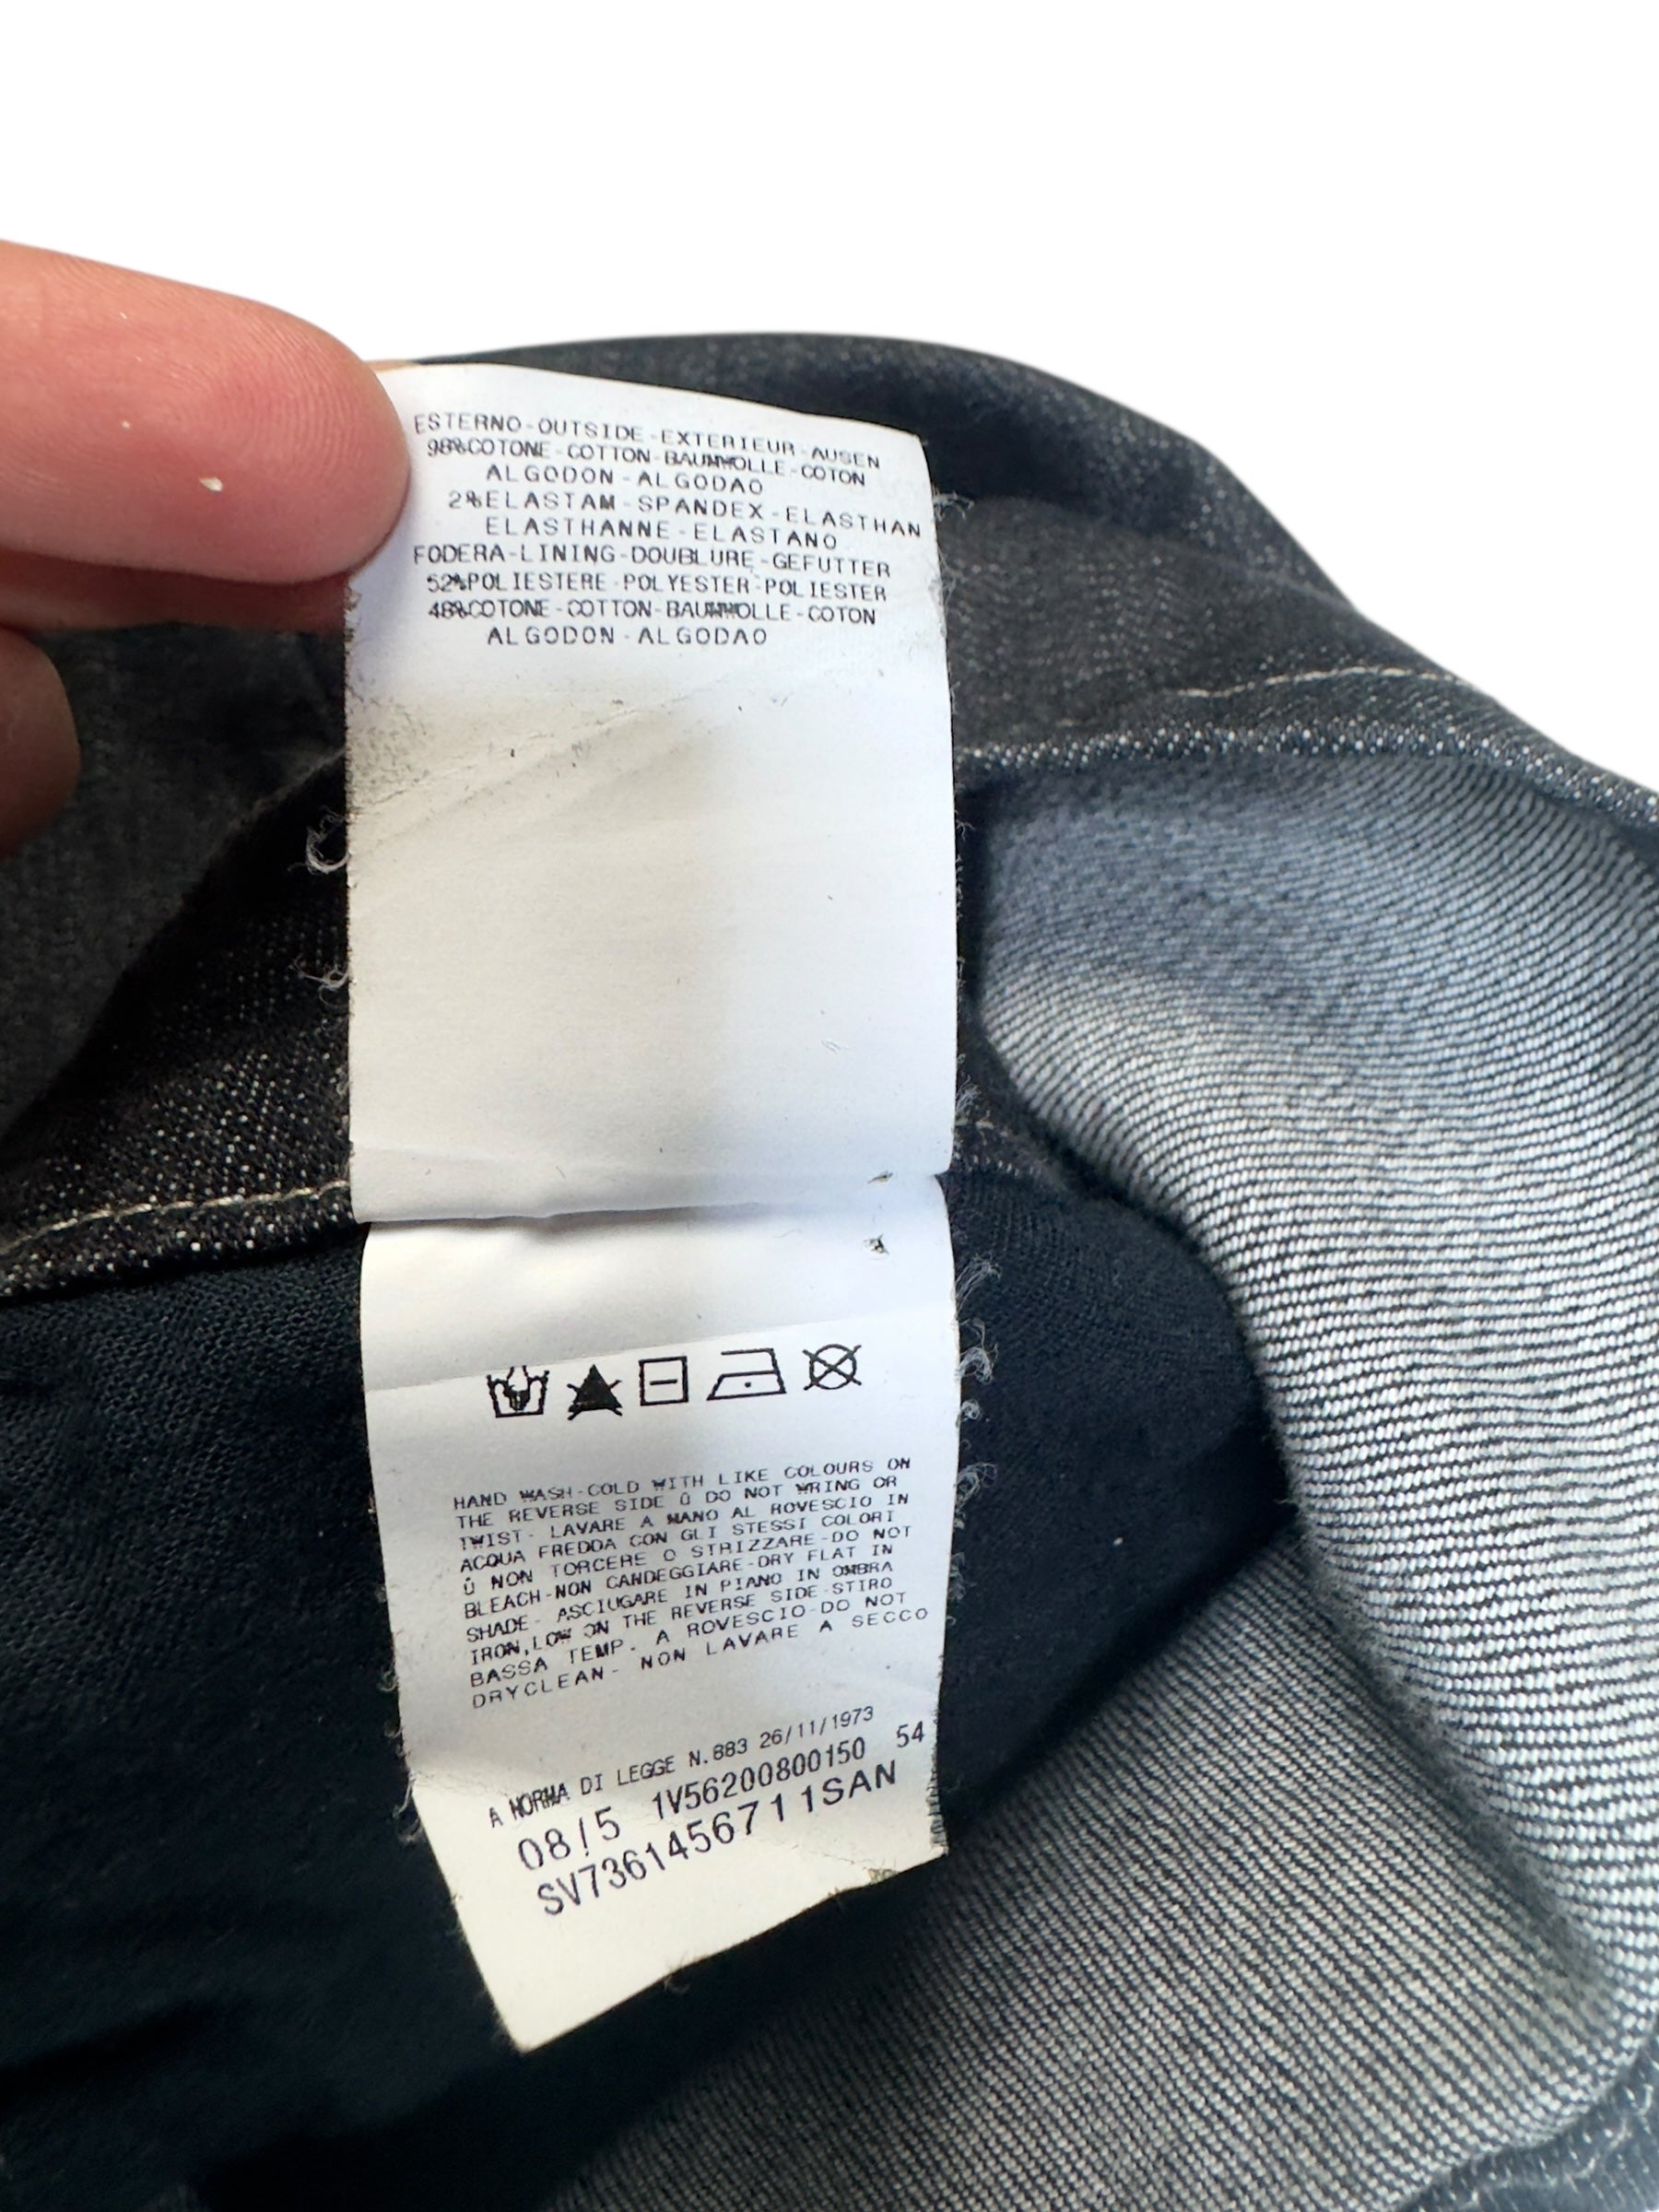 ESTERNO-OUTSIDE-EXTERIEUR-AUSEN
98%COTONE-COTTON-BAUMWOLLE-COTON
ALGODON-ALGODAO
2%ELASTAM-SPANDEX-ELASTHAN
ELASTHANNE-ELASTANO
FODERA-LINING-DOUBLURE-GEFUTTER
52%POLIESTERE-POLYESTER-POLIESTER
48%COTONE-COTTON-BAUMWOLLE-COTON
ALGODON-ALGODAO
HAND WASH-COLD WITH LIKE COLOURS ON
THE REVERSE SIDE Û DO NOT WRING OR
TWIST- LAVARE A MANO AL ROVESCIO IN
ACQUA FREDDA CON GLI STESSI COLORI
Û NON TORCERE O STRIZZARE-DO NOT
BLEACH-NON CANDEGGIARE-DRY FLAT IN
SHADE- ASCIUGARE IN PIANO IN OMBRA
IRON,LOW ON THE REVERSE SIDE-STIRO
BASSA TEMP- A ROVESCIO-DO NOT
DRYCLEAN- NON LAVARE A SECCO
A NORMA DI LEGGE N.883 26/11/1973
08/5 1V56200800150 54
SV7361456711SAN